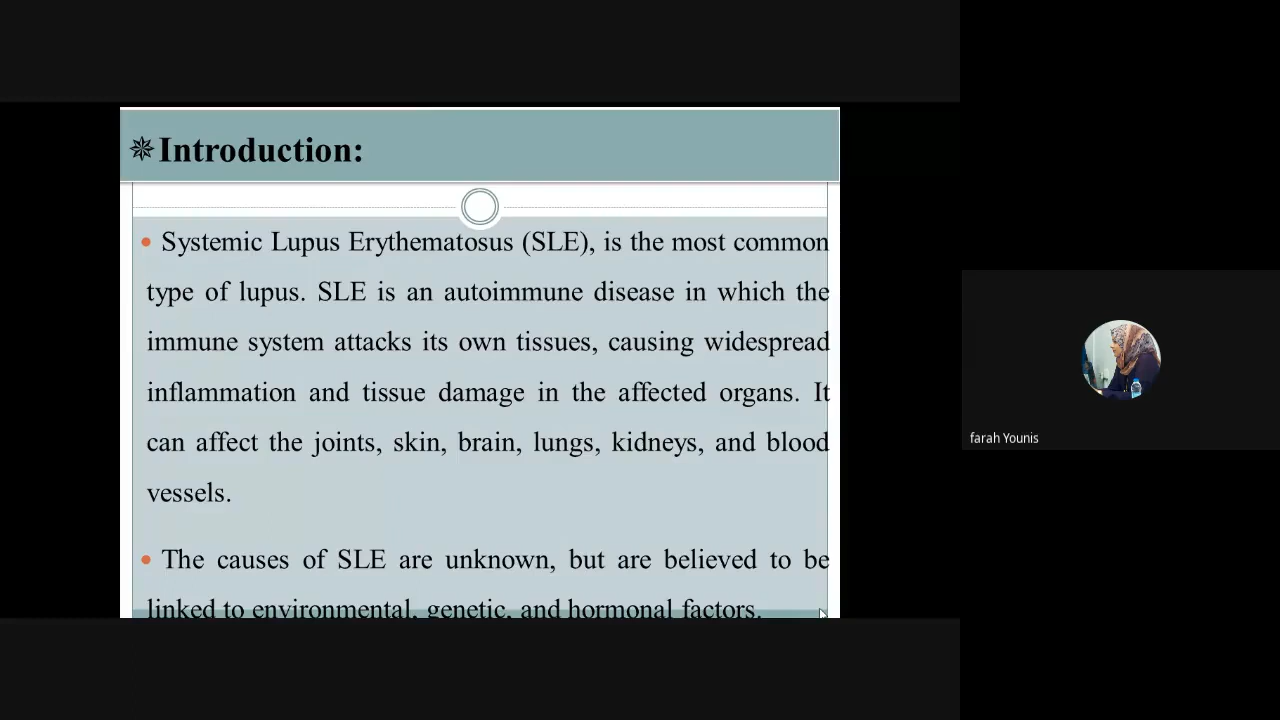 ✵Introduction:
• Systemic Lupus Erythematosus (SLE), is the most common
type of lupus. SLE is an autoimmune disease in which the
immune system attacks its own tissues, causing widespread
inflammation and tissue damage in the affected organs. It
can affect the joints, skin, brain, lungs, kidneys, and blood
vessels.
• The causes of SLE are unknown, but are believed to be
linked to environmental, genetic, and hormonal factors.
farah Younis